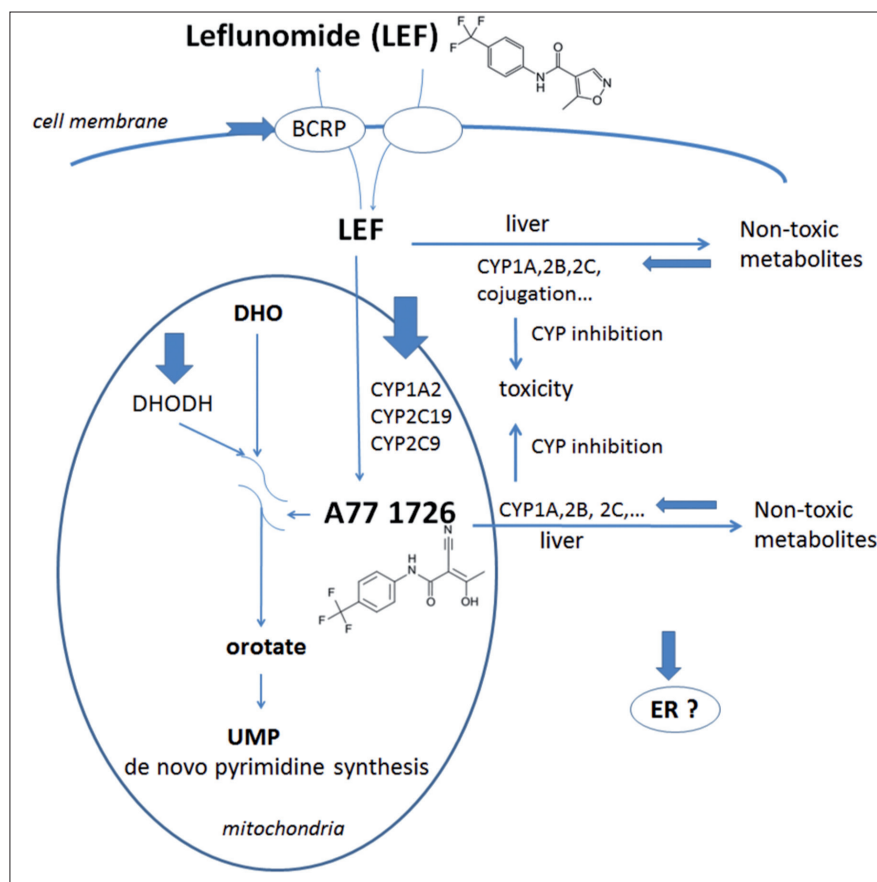 Leflunomide (LEF)
F
F
F
O
N
H
N
O
cell membrane
BCRP
LEF
liver
Non-toxic
metabolites
CYP1A,2B,2C,
cojugation...
DHO
CYP inhibition
DHODH
CYP1A2
CYP2C19
CYP2C9
toxicity
CYP inhibition
A77 1726
CYP1A,2B, 2C,...
liver
Non-toxic
metabolites
N
H
N
O
OH
F
F
F
orotate
ER ?
UMP
de novo pyrimidine synthesis
mitochondria